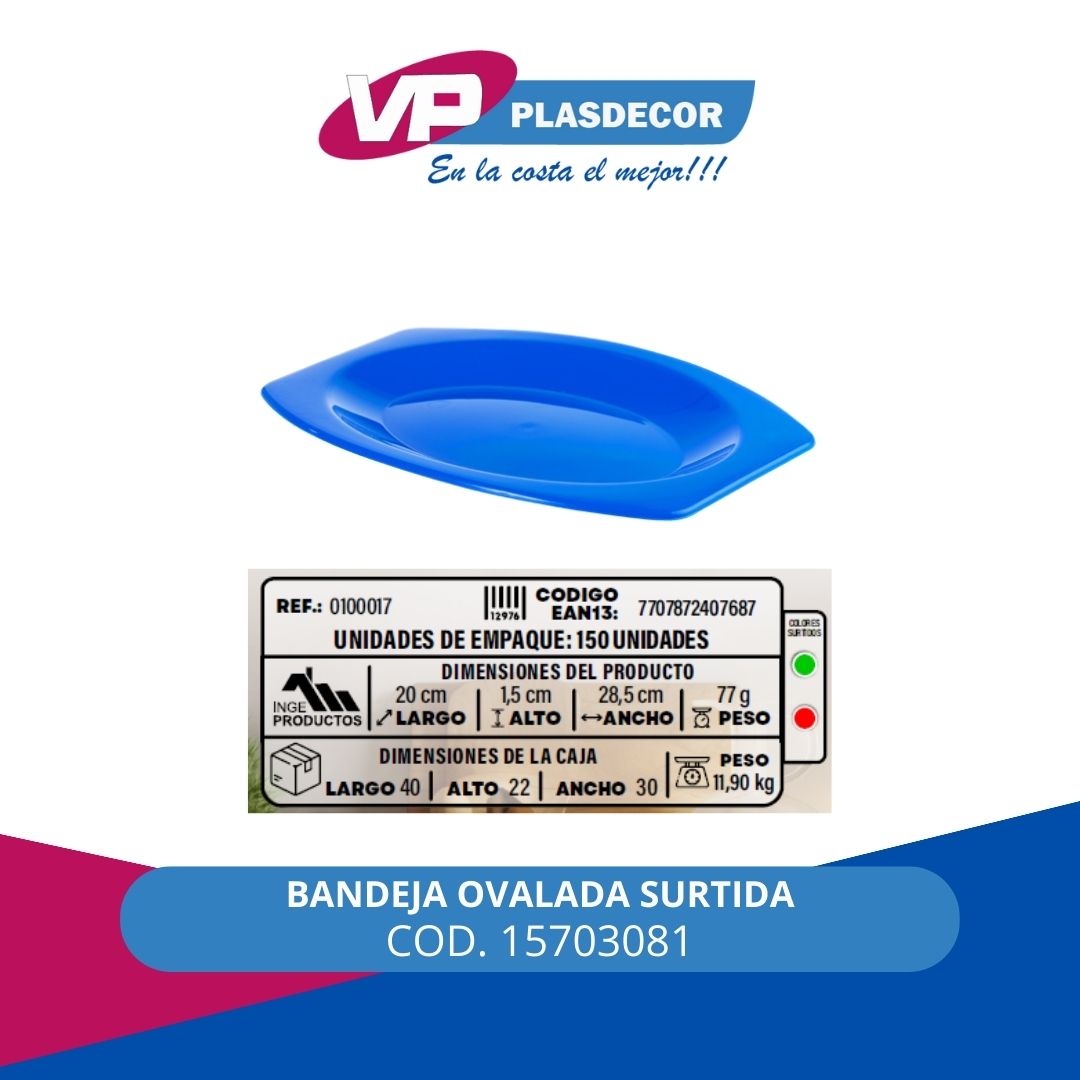 VP PLASDECOR
En la costa el mejor!!!
REF.: 0100017
12976
CODIGO
EAN13:
7707872407687
UNIDADES DE EMPAQUE: 150 UNIDADES
COLORES
SURTIDOS
INGE
PRODUCTOS
DIMENSIONES DEL PRODUCTO
20 cm
LARGO
1,5 cm
ALTO
28,5 cm
ANCHO
77 g
PESO
DIMENSIONES DE LA CAJA
LARGO 40
ALTO 22
ANCHO 30
PESO
11,90 kg
BANDEJA OVALADA SURTIDA
COD. 15703081